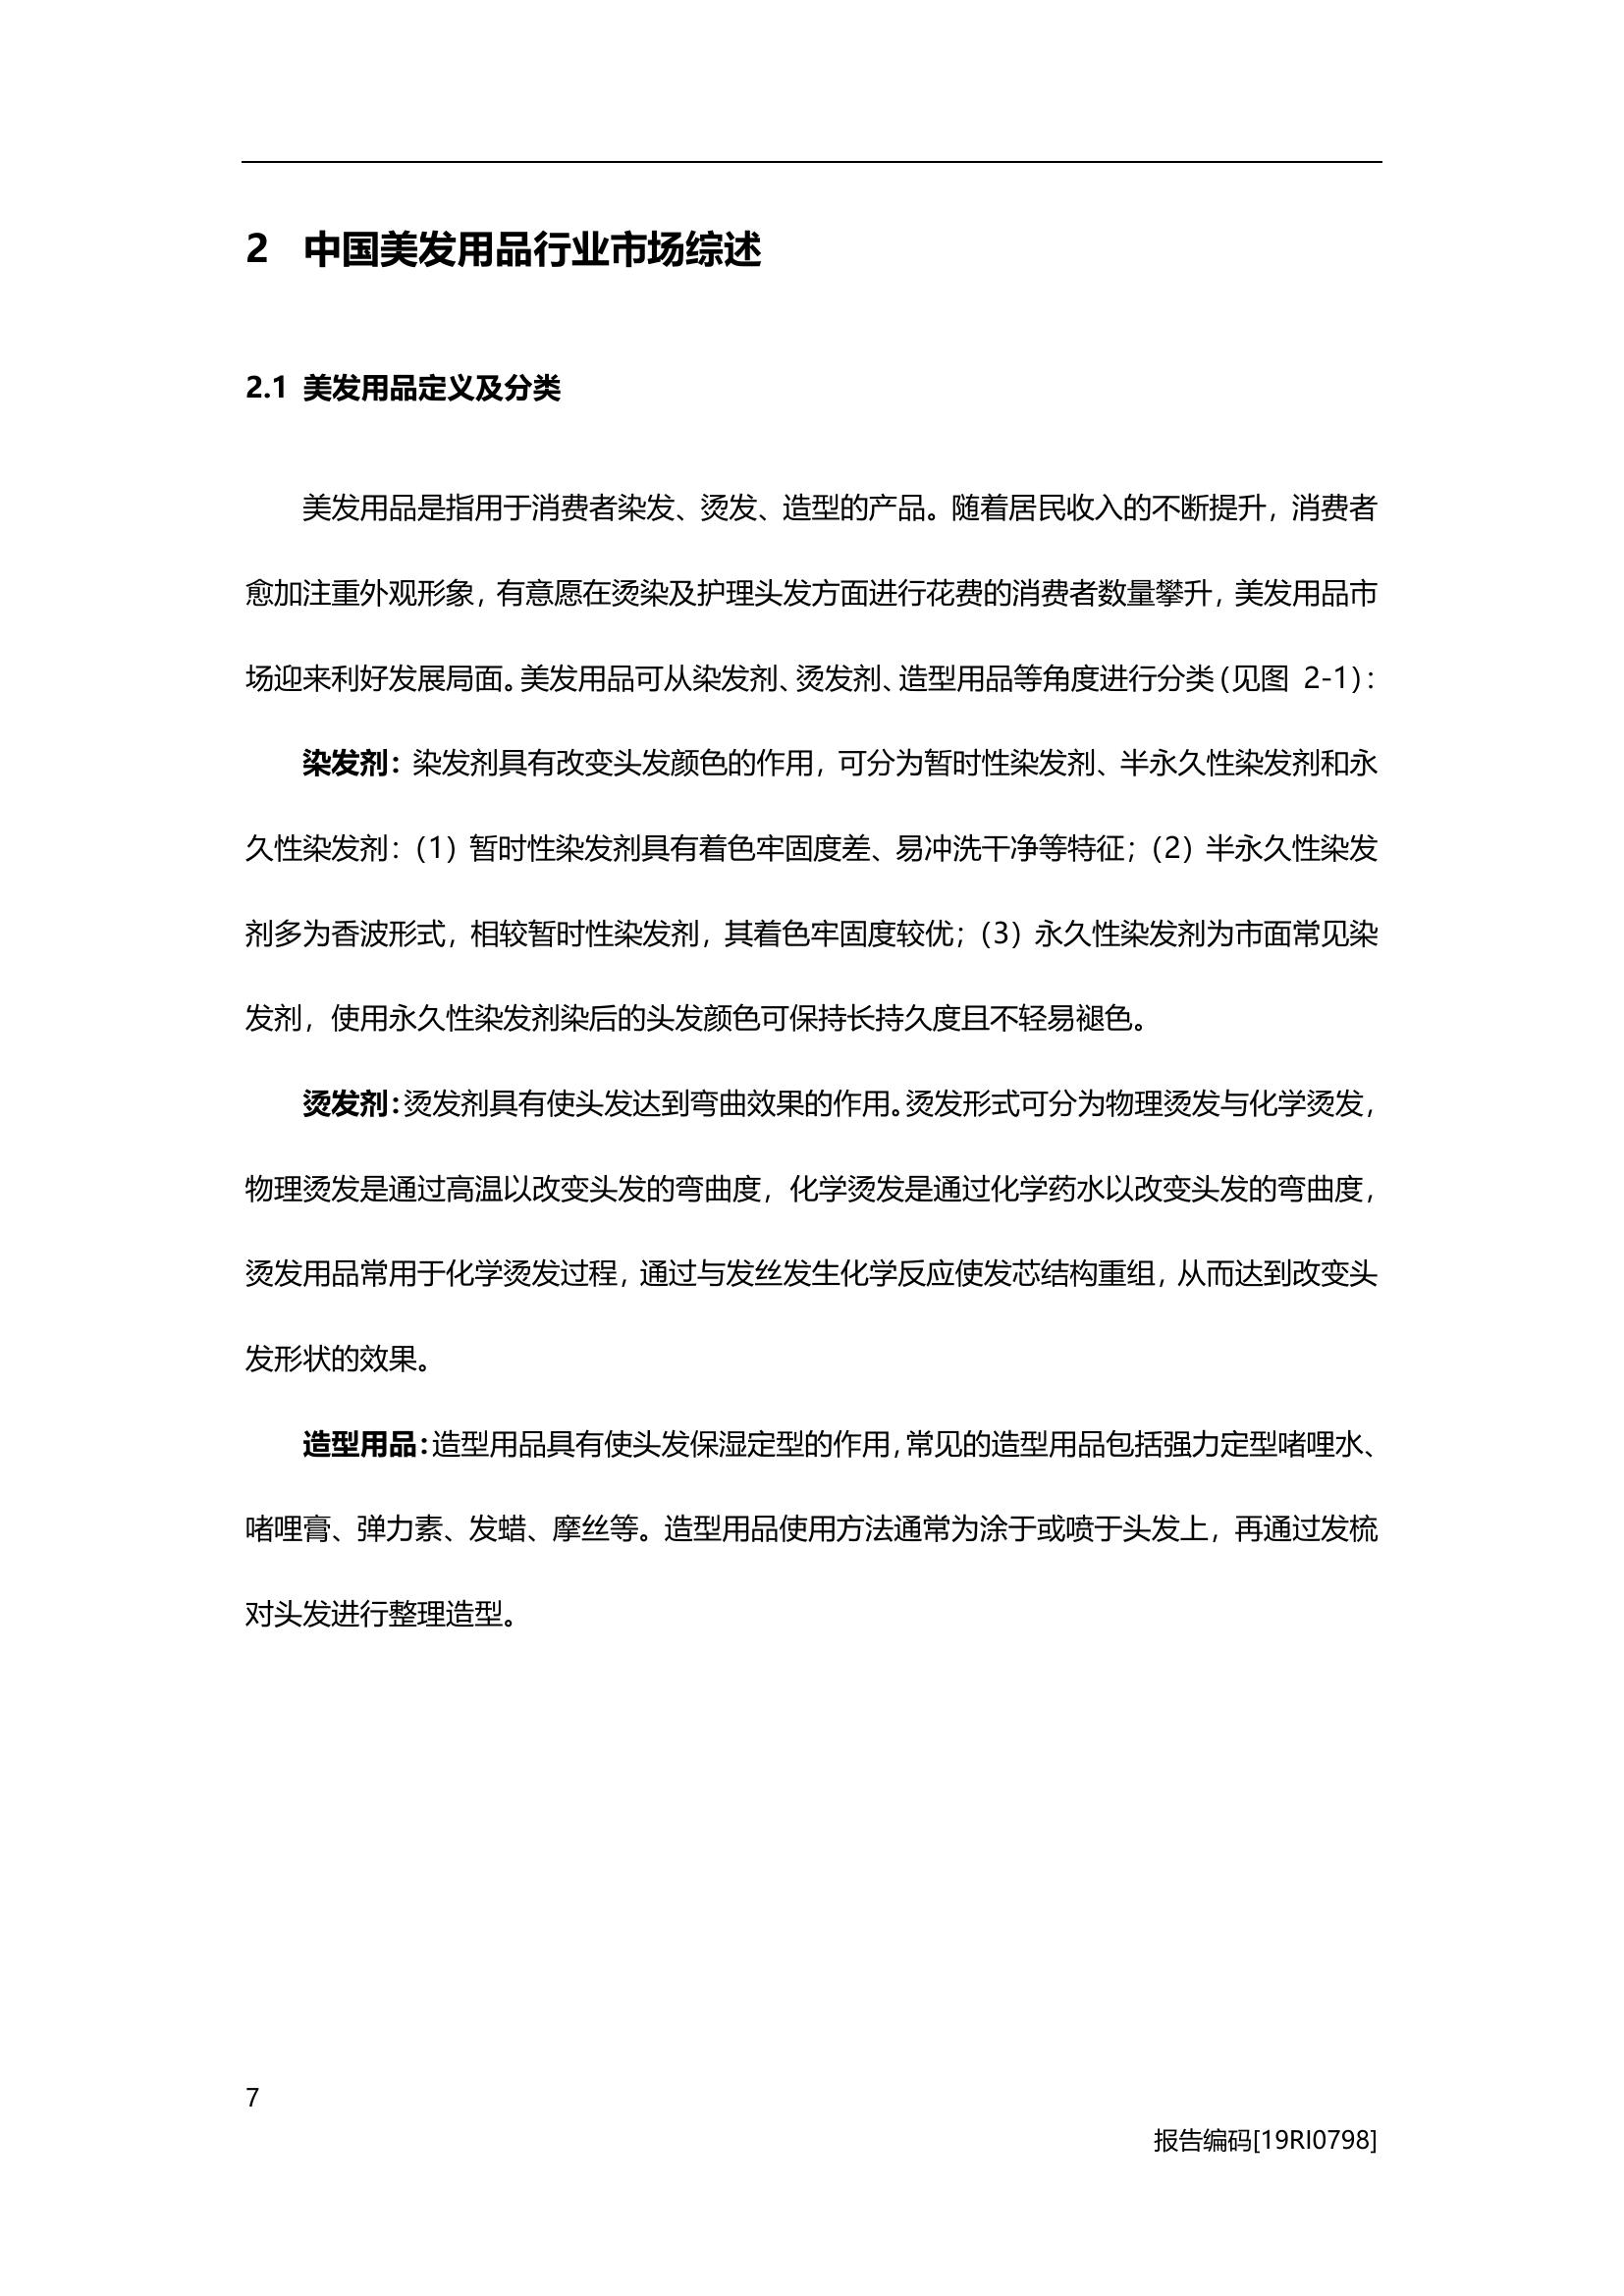 2 中国美发用品行业市场综述
2.1 美发用品定义及分类
美发用品是指用于消费者染发、烫发、造型的产品。随着居民收入的不断提升，消费者
愈加注重外观形象，有意愿在烫染及护理头发方面进行花费的消费者数量攀升，美发用品市
场迎来利好发展局面。美发用品可从染发剂、烫发剂、造型用品等角度进行分类（见图 2-1）：
染发剂：染发剂具有改变头发颜色的作用，可分为暂时性染发剂、半永久性染发剂和永
久性染发剂：（1）暂时性染发剂具有着色牢固度差、易冲洗干净等特征；（2）半永久性染发
剂多为香波形式，相较暂时性染发剂，其着色牢固度较优；（3）永久性染发剂为市面常见染
发剂，使用永久性染发剂染后的头发颜色可保持长持久度且不轻易褪色。
烫发剂：烫发剂具有使头发达到弯曲效果的作用。烫发形式可分为物理烫发与化学烫发，
物理烫发是通过高温以改变头发的弯曲度，化学烫发是通过化学药水以改变头发的弯曲度，
烫发用品常用于化学烫发过程，通过与发丝发生化学反应使发芯结构重组，从而达到改变头
发形状的效果。
造型用品：造型用品具有使头发保湿定型的作用，常见的造型用品包括强力定型啫哩水、
啫哩膏、弹力素、发蜡、摩丝等。造型用品使用方法通常为涂于或喷于头发上，再通过发梳
对头发进行整理造型。
7
报告编码[19RI0798]